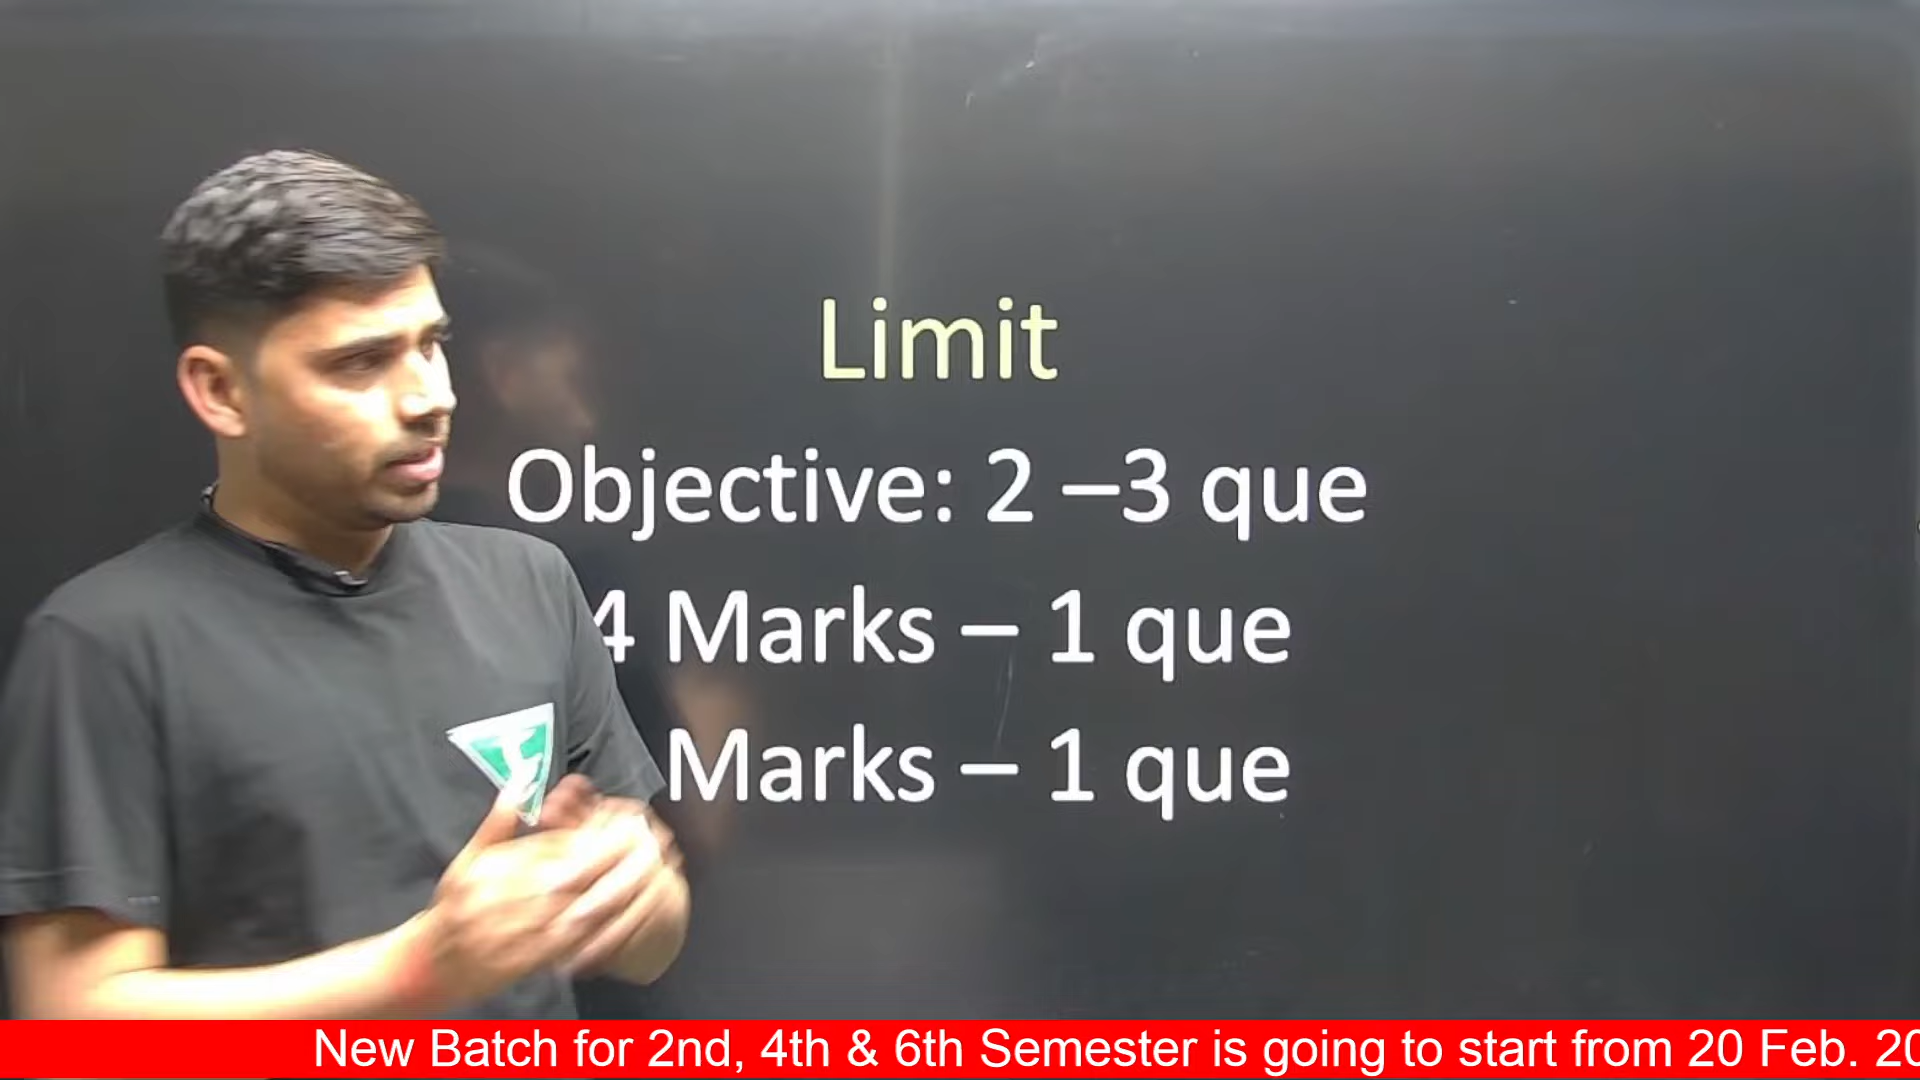 Limit
Objective: 2 –3 que
4 Marks – 1 que
Marks – 1 que
New Batch for 2nd, 4th & 6th Semester is going to start from 20 Feb. 20